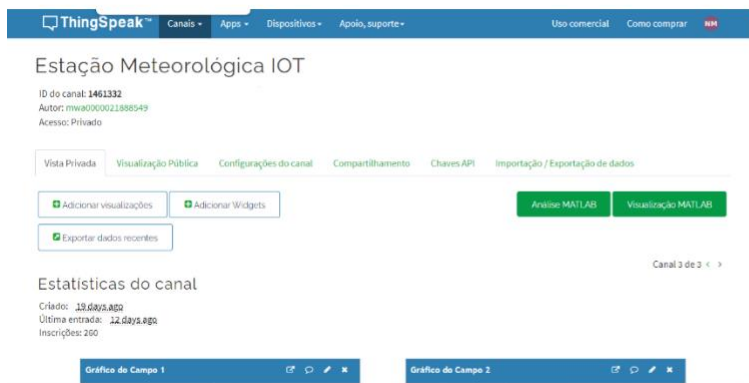 ThingSpeak™ Canais Apps Dispositivos Apoio, suporte Uso comercial Como comprar NM
Estação Meteorológica IOT
ID do canal: 1461332
Autor: mwa0000021888549
Acesso: Privado
Vista Privada Visualização Pública Configurações do canal Compartilhamento Chaves API Importação / Exportação de dados
Adicionar visualizações Adicionar Widgets Análise MATLAB Visualização MATLAB
Exportar dados recentes
Canal 3 de 3 < >
Estatísticas do canal
Criado: 19 days ago
Última entrada: 12 days ago
Inscrições: 260
Gráfico do Campo 1 Gráfico do Campo 2